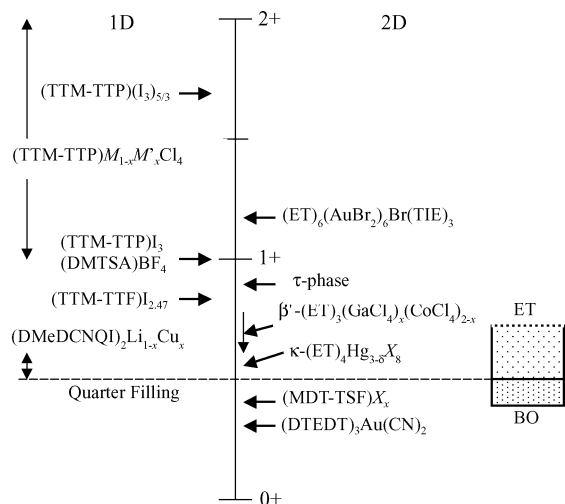 1D
2+
2D
(TTM-TTP)(I₃)₅/₃
(TTM-TTP)M₁₋ₓM'ₓCl₄
(ET)₆(AuBr₂)₆Br(TIE)₃
(TTM-TTP)I₃
(DMTSA)BF₄
1+
τ-phase
(TTM-TTF)I₂.₄₇
β'-(ET)₃(GaCl₄)ₓ(CoCl₄)₂₋ₓ
ET
(DMeDCNQI)₂Li₁₋ₓCuₓ
κ-(ET)₄Hg₃₋δX₈
Quarter Filling
(MDT-TSF)Xₓ
BO
(DTEDT)₃Au(CN)₂
0+